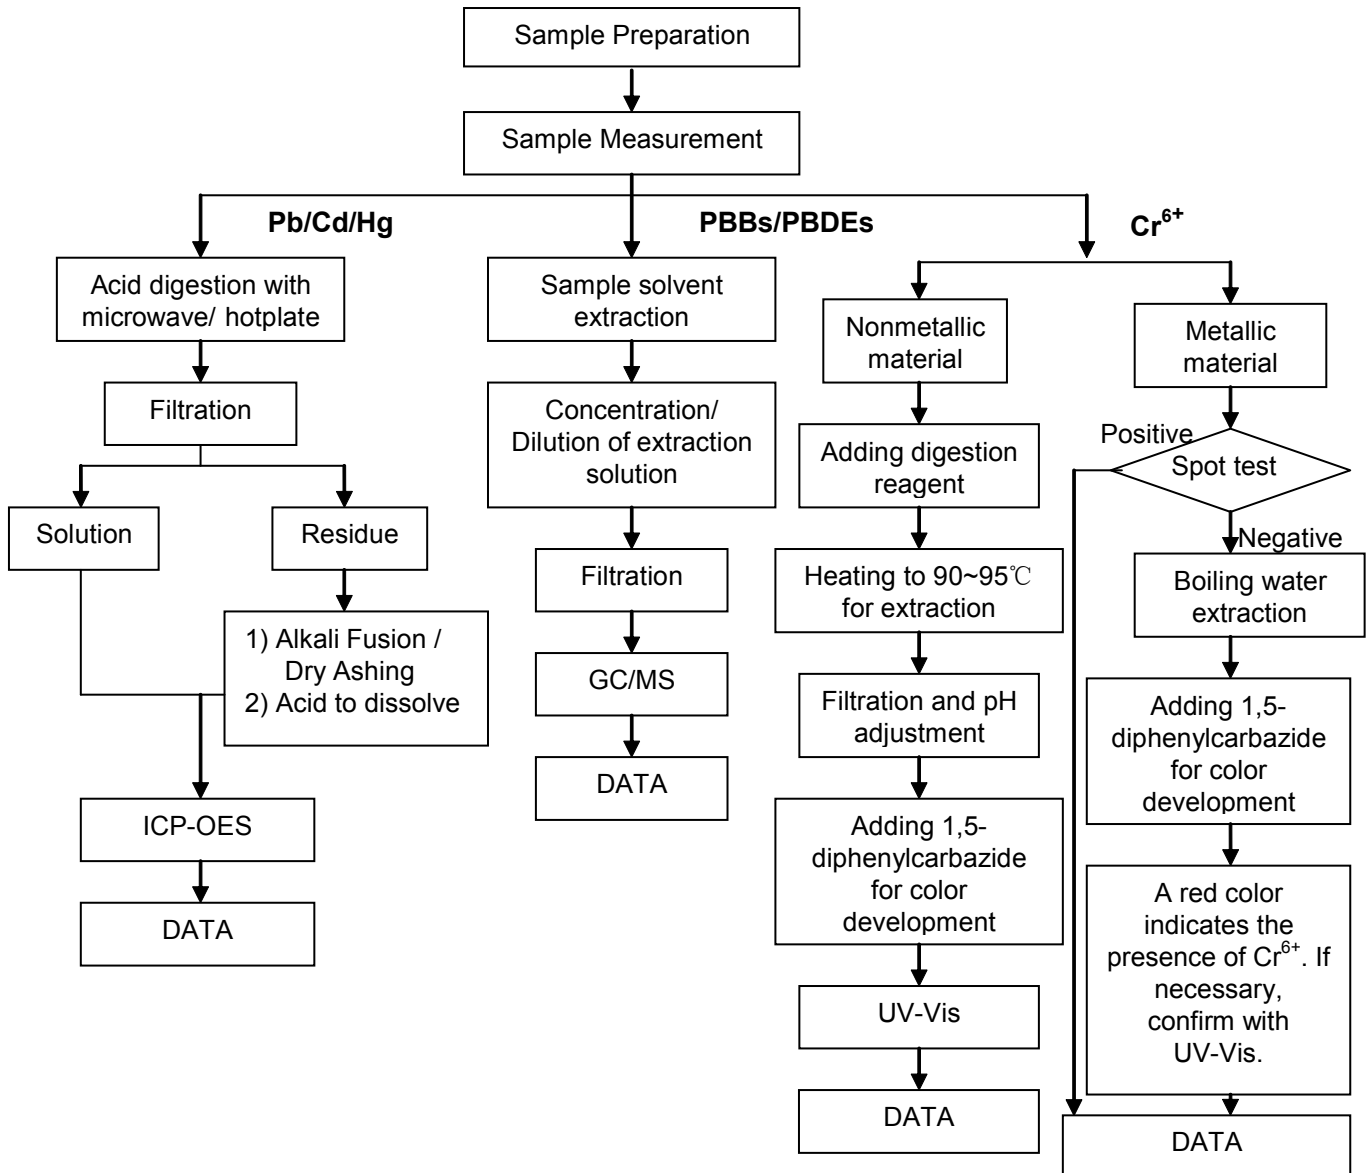 Sample Preparation
Sample Measurement
Pb/Cd/Hg
PBBs/PBDEs
Cr⁶⁺
Acid digestion with
microwave/ hotplate
Filtration
Solution
Residue
1) Alkali Fusion /
Dry Ashing
2) Acid to dissolve
ICP-OES
DATA
Sample solvent
extraction
Concentration/
Dilution of extraction
solution
Filtration
GC/MS
DATA
Nonmetallic
material
Adding digestion
reagent
Heating to 90~95℃
for extraction
Filtration and pH
adjustment
Adding 1,5-
diphenylcarbazide
for color
development
UV-Vis
DATA
Metallic
material
Positive
Spot test
Negative
Boiling water
extraction
Adding 1,5-
diphenylcarbazide
for color
development
A red color
indicates the
presence of Cr⁶⁺. If
necessary,
confirm with
UV-Vis.
DATA